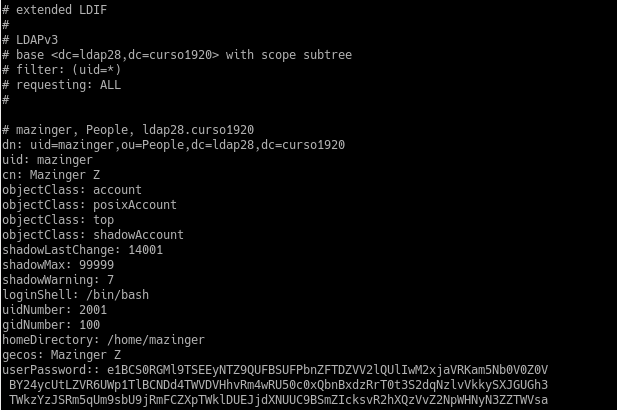 # extended LDIF
#
# LDAPv3
# base <dc=ldap28,dc=curso1920> with scope subtree
# filter: (uid=*)
# requesting: ALL
#
# mazinger, People, ldap28.curso1920
dn: uid=mazinger,ou=People,dc=ldap28,dc=curso1920
uid: mazinger
cn: Mazinger Z
objectClass: account
objectClass: posixAccount
objectClass: top
objectClass: shadowAccount
shadowLastChange: 14001
shadowMax: 99999
shadowWarning: 7
loginShell: /bin/bash
uidNumber: 2001
gidNumber: 100
homeDirectory: /home/mazinger
gecos: Mazinger Z
userPassword::